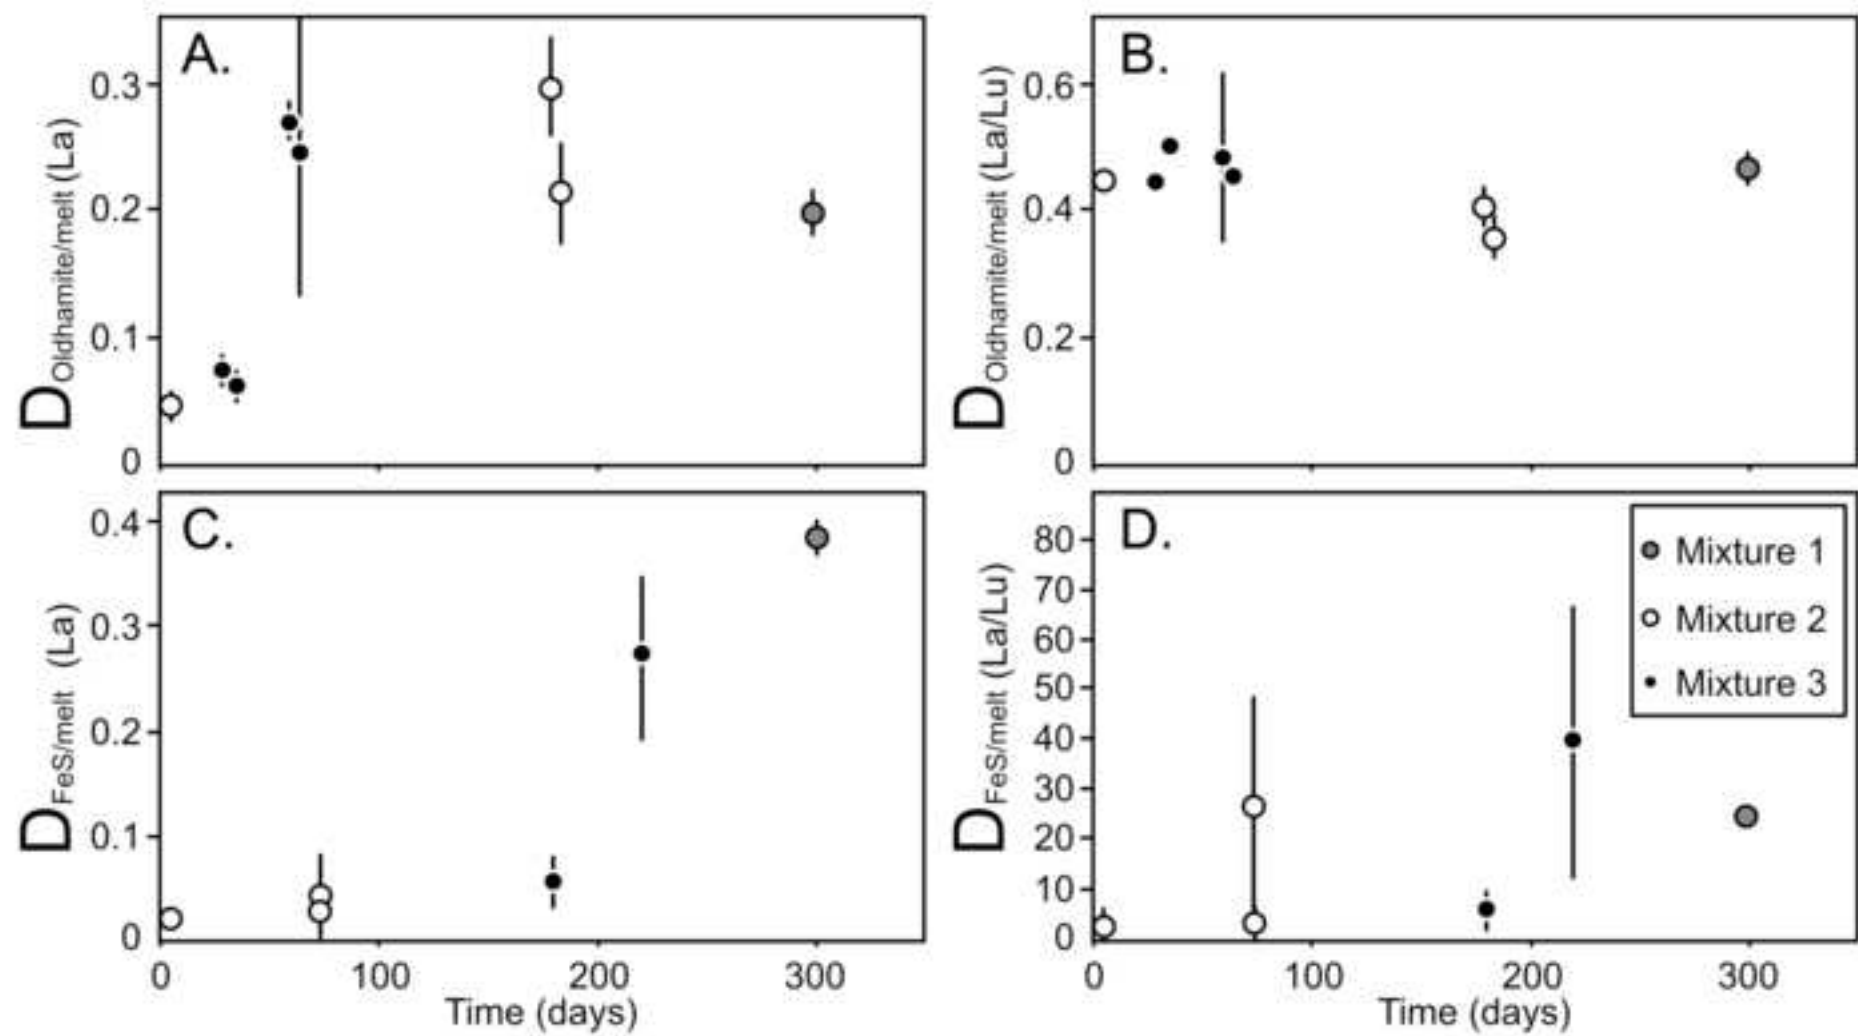 A.
0.3
0.2
0.1
0
D Oldhamite/melt (La)
B.
0.6
0.4
0.2
0
D Oldhamite/melt (La/Lu)
C.
0.4
0.3
0.2
0.1
0
D FeS/melt (La)
0 100 200 300
Time (days)
D.
80
70
60
50
40
30
20
10
0
D FeS/melt (La/Lu)
Mixture 1
Mixture 2
Mixture 3
0 100 200 300
Time (days)